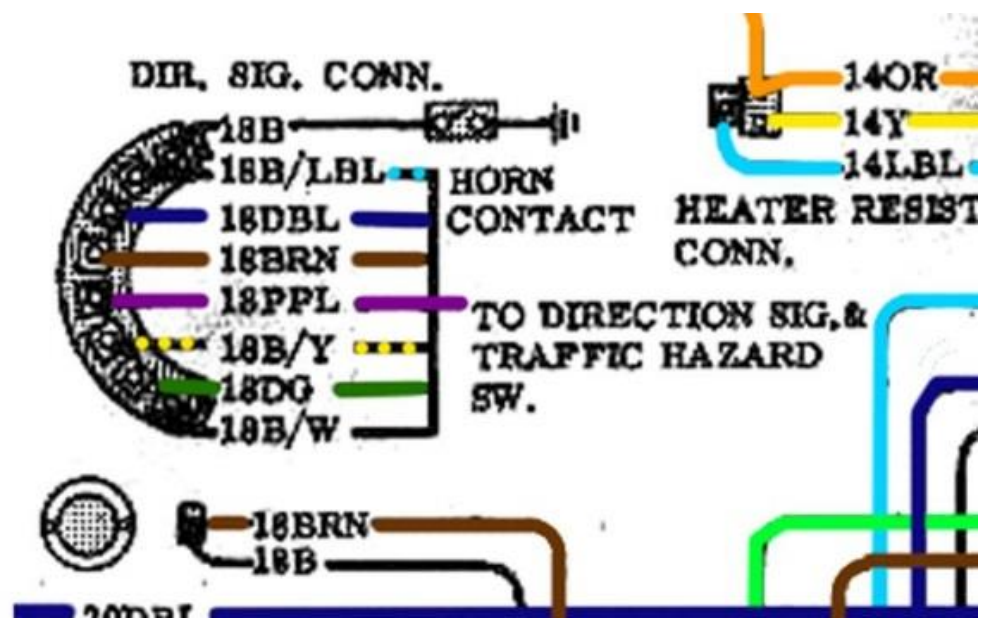 DIR. SIG. CONN.
18B
18B/LBL
HORN
CONTACT
18DBL
18BRN
18PPL
TO DIRECTION SIG.&
TRAFFIC HAZARD
SW.
18B/Y
18DG
18B/W
14OR
14Y
14LBL
HEATER RESIST
CONN.
18BRN
18B
20DBL